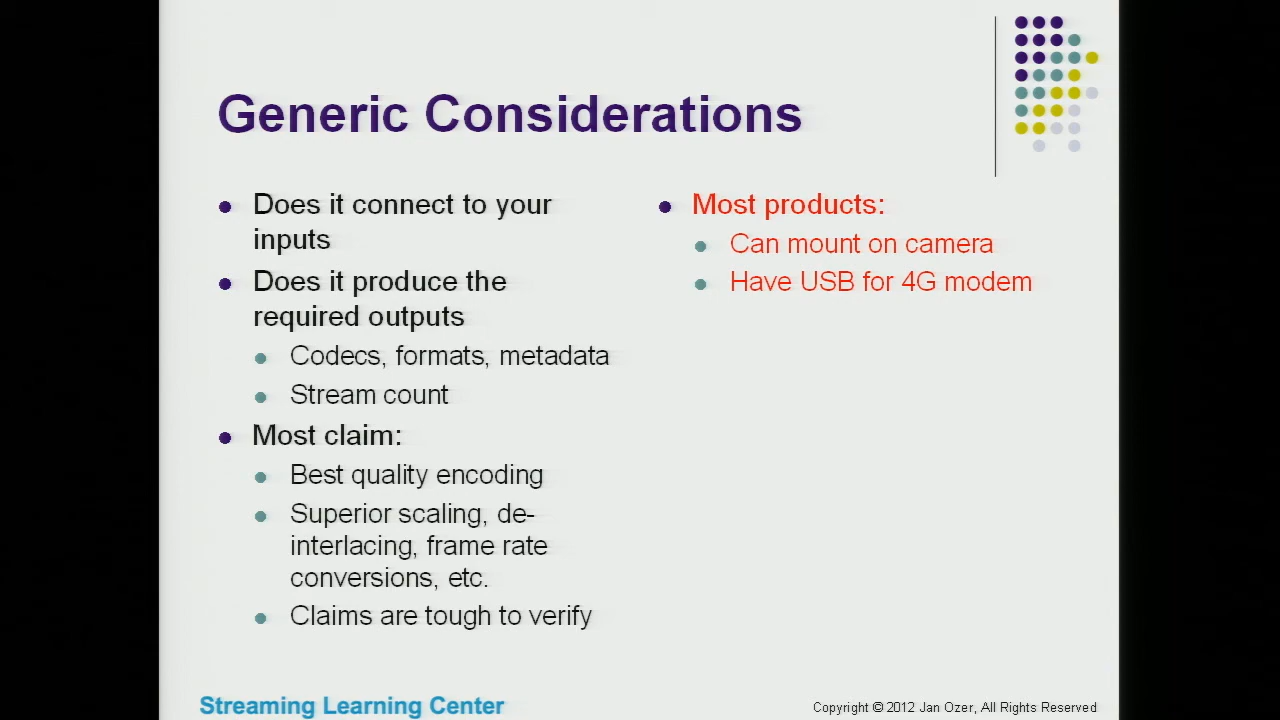 Generic Considerations
Does it connect to your
inputs
Does it produce the
required outputs
Codecs, formats, metadata
Stream count
Most claim:
Best quality encoding
Superior scaling, de-
interlacing, frame rate
conversions, etc.
Claims are tough to verify
Most products:
Can mount on camera
Have USB for 4G modem
Streaming Learning Center
Copyright © 2012 Jan Ozer, All Rights Reserved